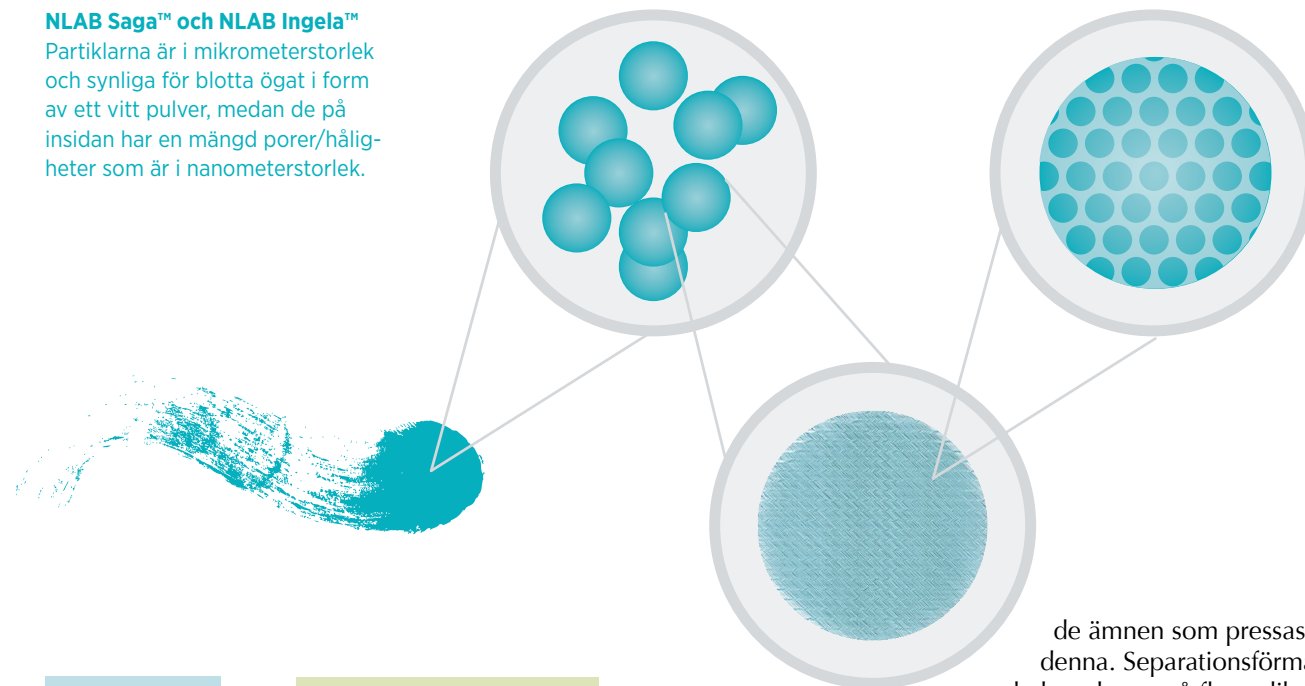 NLAB Saga™ och NLAB Ingela™
Partiklarna är i mikrometerstorlek
och synliga för blotta ögat i form
av ett vitt pulver, medan de på
insidan har en mängd porer/hålig-
heter som är i nanometerstorlek.
de ämnen som pressas
denna. Separationsförma